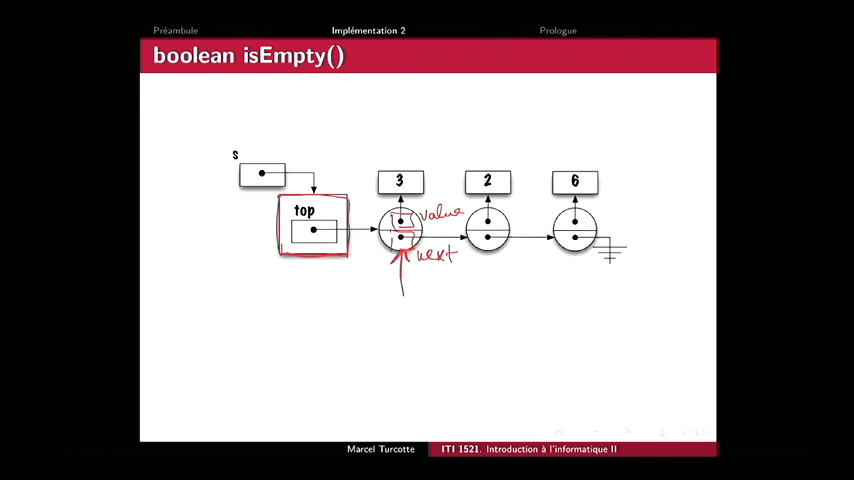 Préambule Implémentation 2 Prologue
boolean isEmpty()
s
3 2 6
top
value
next
Marcel Turcotte ITI 1521. Introduction à l'informatique II